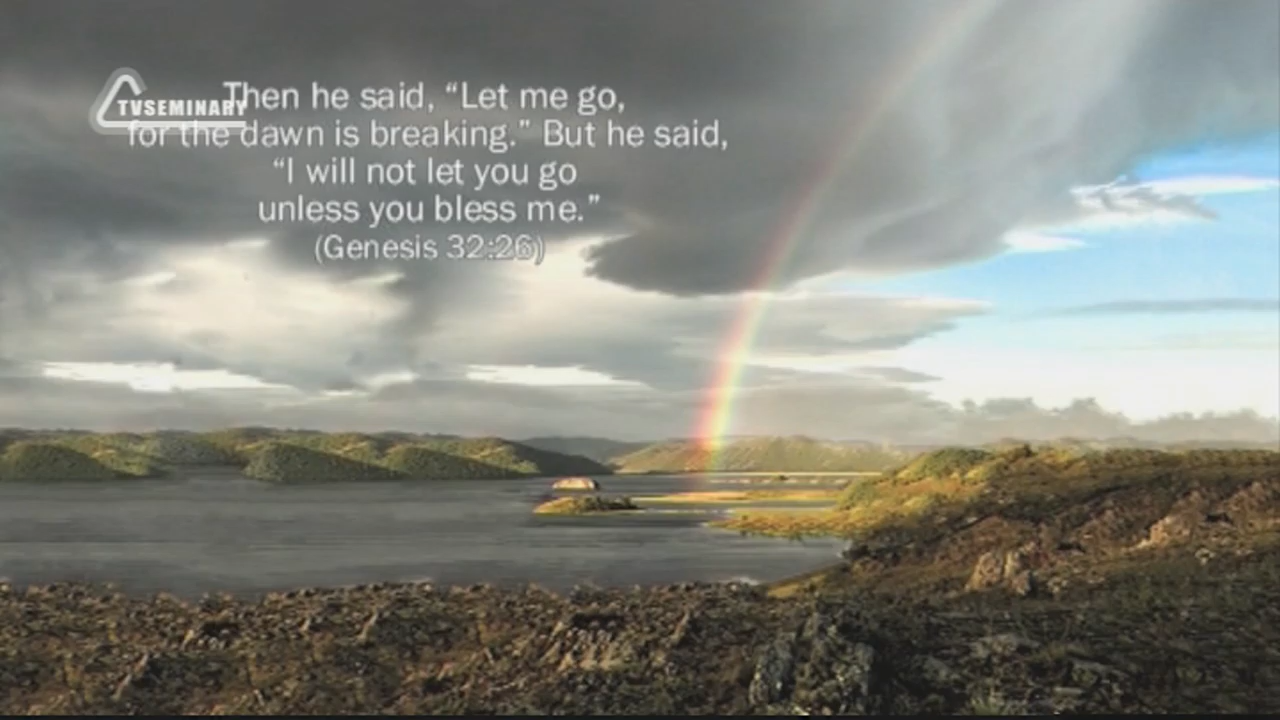 TVSEMINARY
Then he said, “Let me go,
for the dawn is breaking.” But he said,
“I will not let you go
unless you bless me.”
(Genesis 32:26)